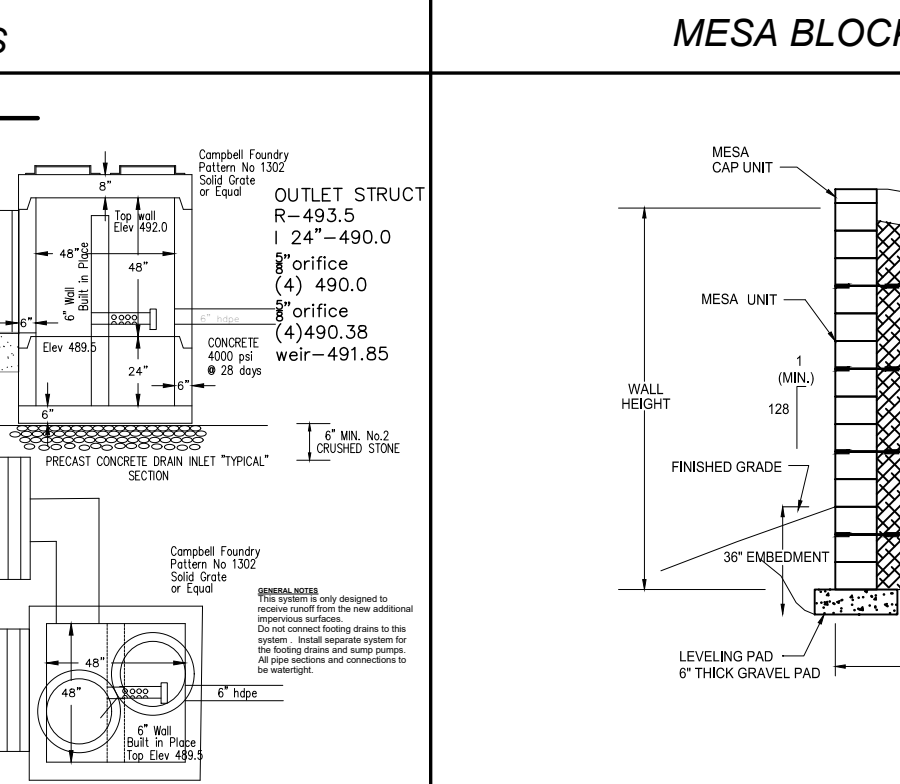 S
MESA BLOCK
Campbell Foundry
Pattern No 1302
Solid Grate
or Equal
8"
Top wall
Elev 492.0
48"
48"
6" Wall
Built in Place
6"
6" hdpe
Elev 489.5
24"
6"
6"
CONCRETE
4000 psi
@ 28 days
OUTLET STRUCT
R-493.5
I 24"-490.0
5/8" orifice
(4) 490.0
5/8" orifice
(4)490.38
weir-491.85
6" MIN. No.2
CRUSHED STONE
PRECAST CONCRETE DRAIN INLET "TYPICAL"
SECTION
Campbell Foundry
Pattern No 1302
Solid Grate
or Equal
48"
48"
6" hdpe
6" Wall
Built in Place
Top Elev 489.5
GENERAL NOTES
This system is only designed to
receive runoff from the new additional
impervious surfaces.
Do not connect footing drains to this
system . Install separate system for
the footing drains and sump pumps.
All pipe sections and connections to
be watertight.
MESA
CAP UNIT
MESA UNIT
1
(MIN.)
128
WALL
HEIGHT
FINISHED GRADE
36" EMBEDMENT
LEVELING PAD
6" THICK GRAVEL PAD